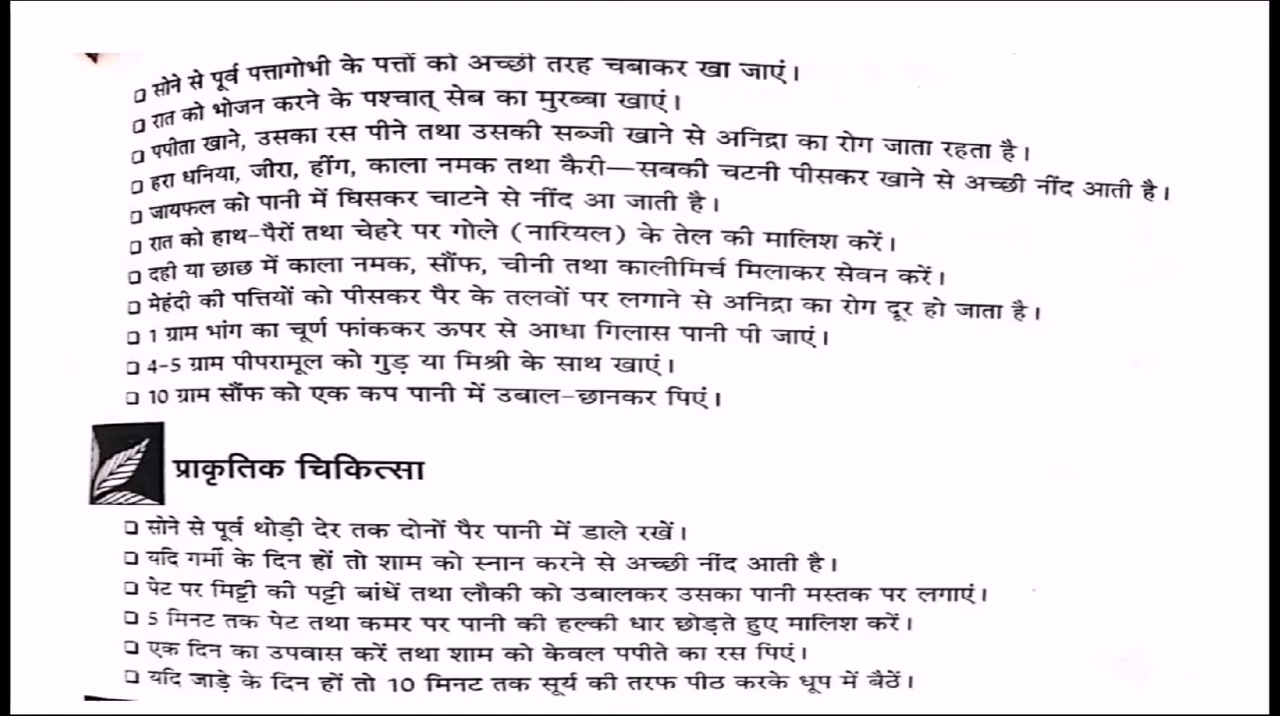 ❑ सोने से पूर्व पत्तागोभी के पत्तों को अच्छी तरह चबाकर खा जाएं।
❑ रात को भोजन करने के पश्चात् सेब का मुरब्बा खाएं।
❑ पपीता खाने, उसका रस पीने तथा उसकी सब्जी खाने से अनिद्रा का रोग जाता रहता है।
❑ हरा धनिया, जीरा, हींग, काला नमक तथा कैरी—सबकी चटनी पीसकर खाने से अच्छी नींद आती है।
❑ जायफल को पानी में घिसकर चाटने से नींद आ जाती है।
❑ रात को हाथ-पैरों तथा चेहरे पर गोले (नारियल) के तेल की मालिश करें।
❑ दही या छाछ में काला नमक, सौंफ, चीनी तथा कालीमिर्च मिलाकर सेवन करें।
❑ मेहंदी की पत्तियों को पीसकर पैर के तलवों पर लगाने से अनिद्रा का रोग दूर हो जाता है।
❑ 1 ग्राम भांग का चूर्ण फांककर ऊपर से आधा गिलास पानी पी जाएं।
❑ 4-5 ग्राम पीपरामूल को गुड़ या मिश्री के साथ खाएं।
❑ 10 ग्राम सौंफ को एक कप पानी में उबाल-छानकर पिएं।
प्राकृतिक चिकित्सा
❑ सोने से पूर्व थोड़ी देर तक दोनों पैर पानी में डाले रखें।
❑ यदि गर्मी के दिन हों तो शाम को स्नान करने से अच्छी नींद आती है।
❑ पेट पर मिट्टी की पट्टी बांधें तथा लौकी को उबालकर उसका पानी मस्तक पर लगाएं।
❑ 5 मिनट तक पेट तथा कमर पर पानी की हल्की धार छोड़ते हुए मालिश करें।
❑ एक दिन का उपवास करें तथा शाम को केवल पपीते का रस पिएं।
❑ यदि जाड़े के दिन हों तो 10 मिनट तक सूर्य की तरफ पीठ करके धूप में बैठें।